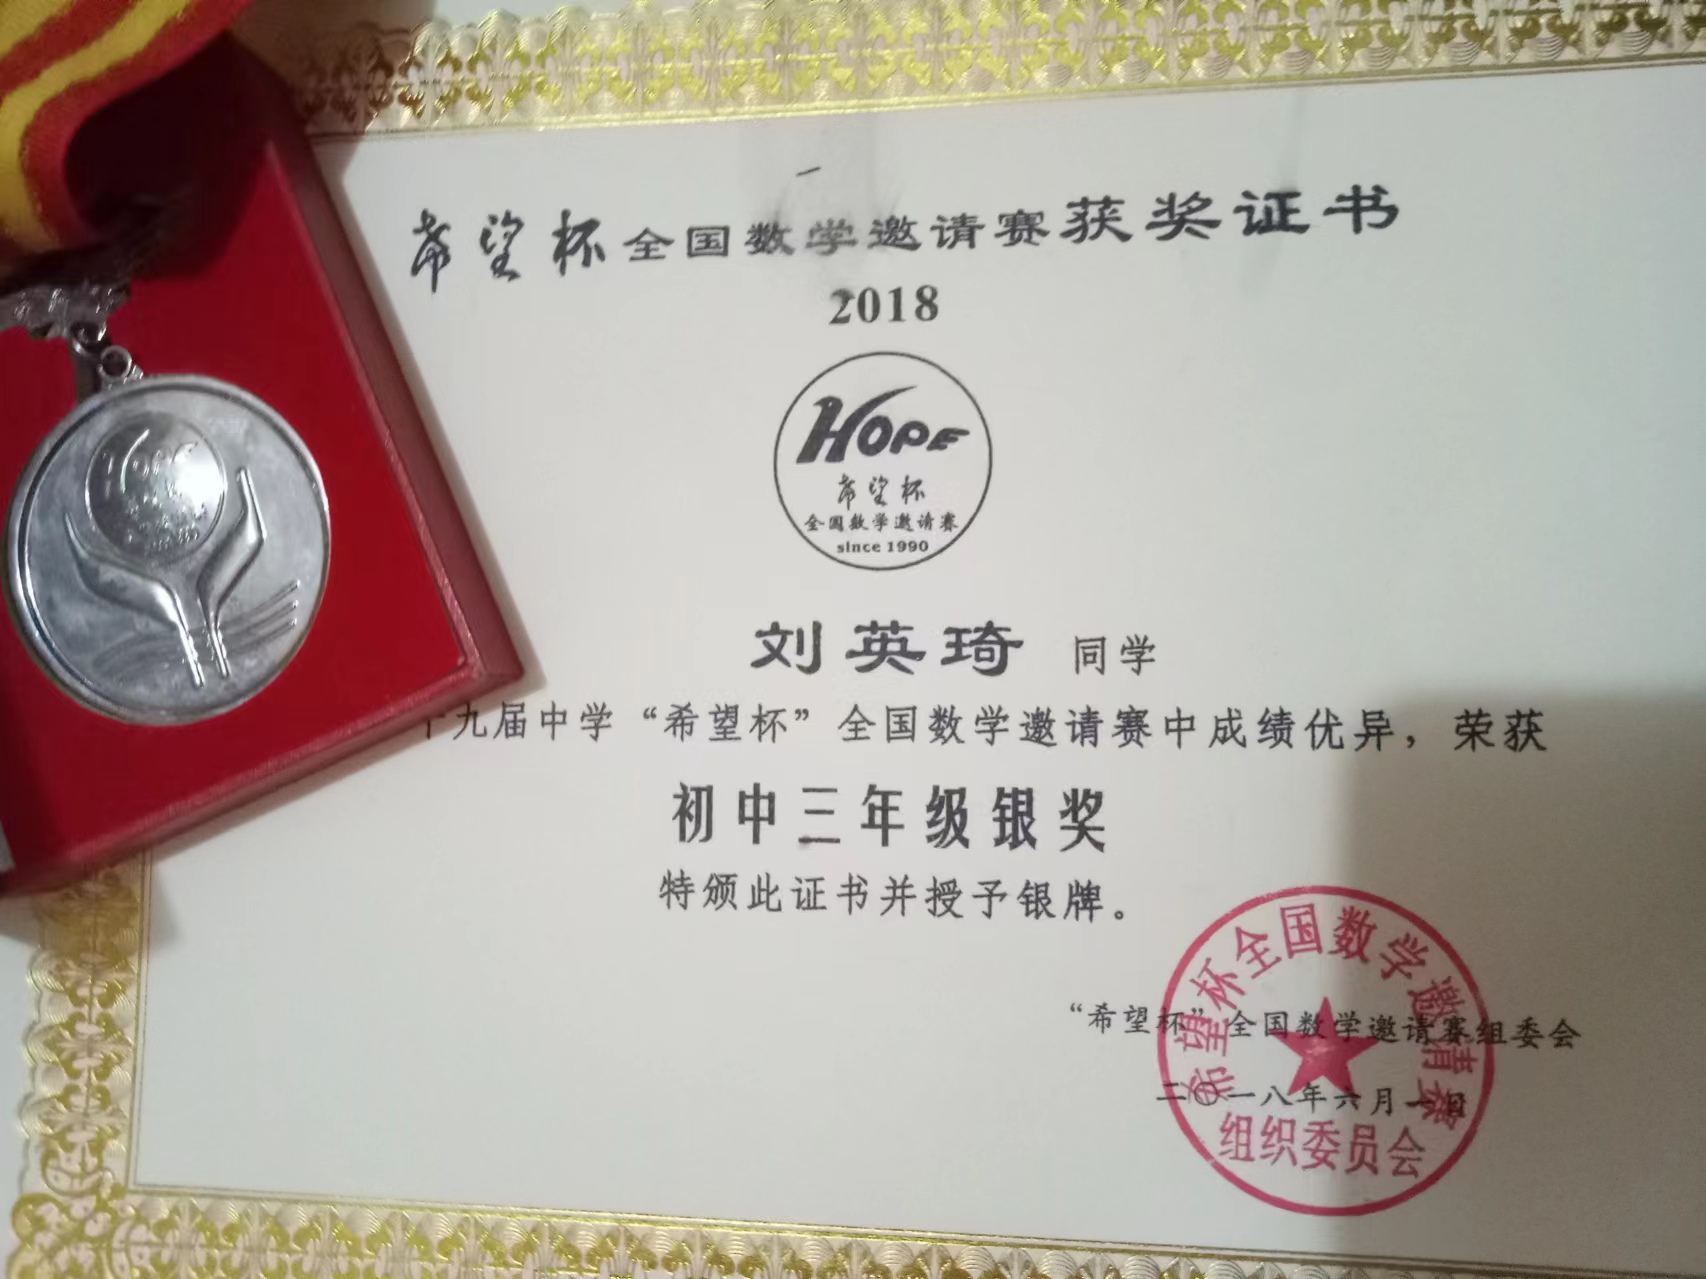 希望杯全国数学邀请赛获奖证书
2018
HOPE
希望杯
全国数学邀请赛
since 1990
刘英琦 同学
十九届中学“希望杯”全国数学邀请赛中成绩优异，荣获
初中三年级银奖
特颁此证书并授予银牌。
“希望杯”全国数学邀请赛组委会
二〇一八年六月一日
希望杯全国数学邀请赛
组织委员会